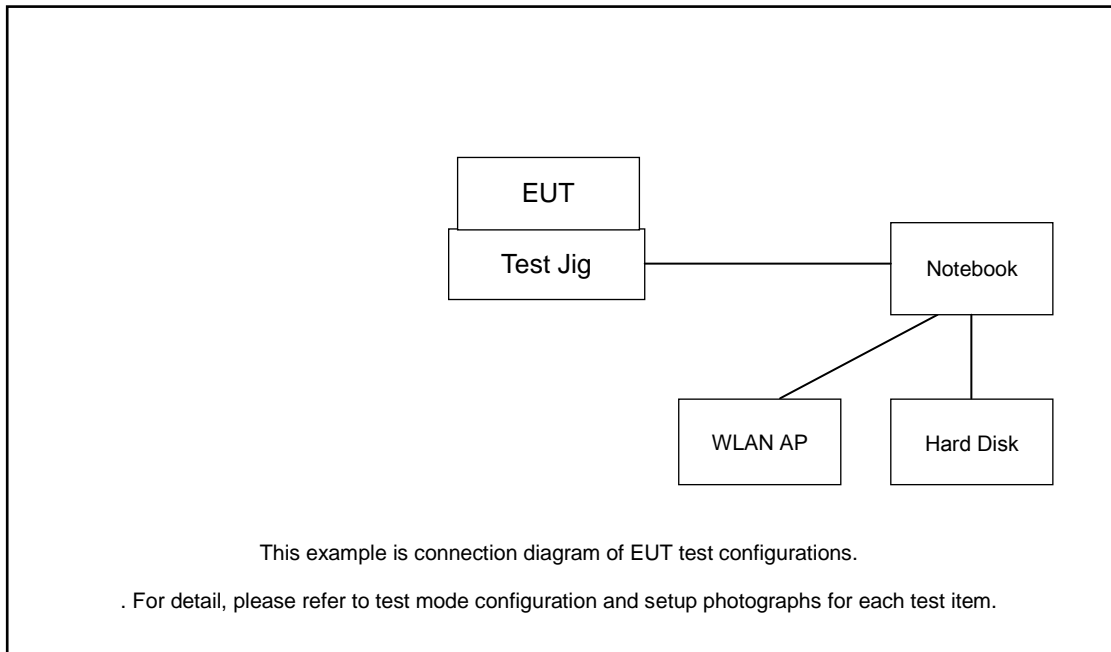 EUT
Test Jig
Notebook
WLAN AP
Hard Disk
This example is connection diagram of EUT test configurations.
. For detail, please refer to test mode configuration and setup photographs for each test item.